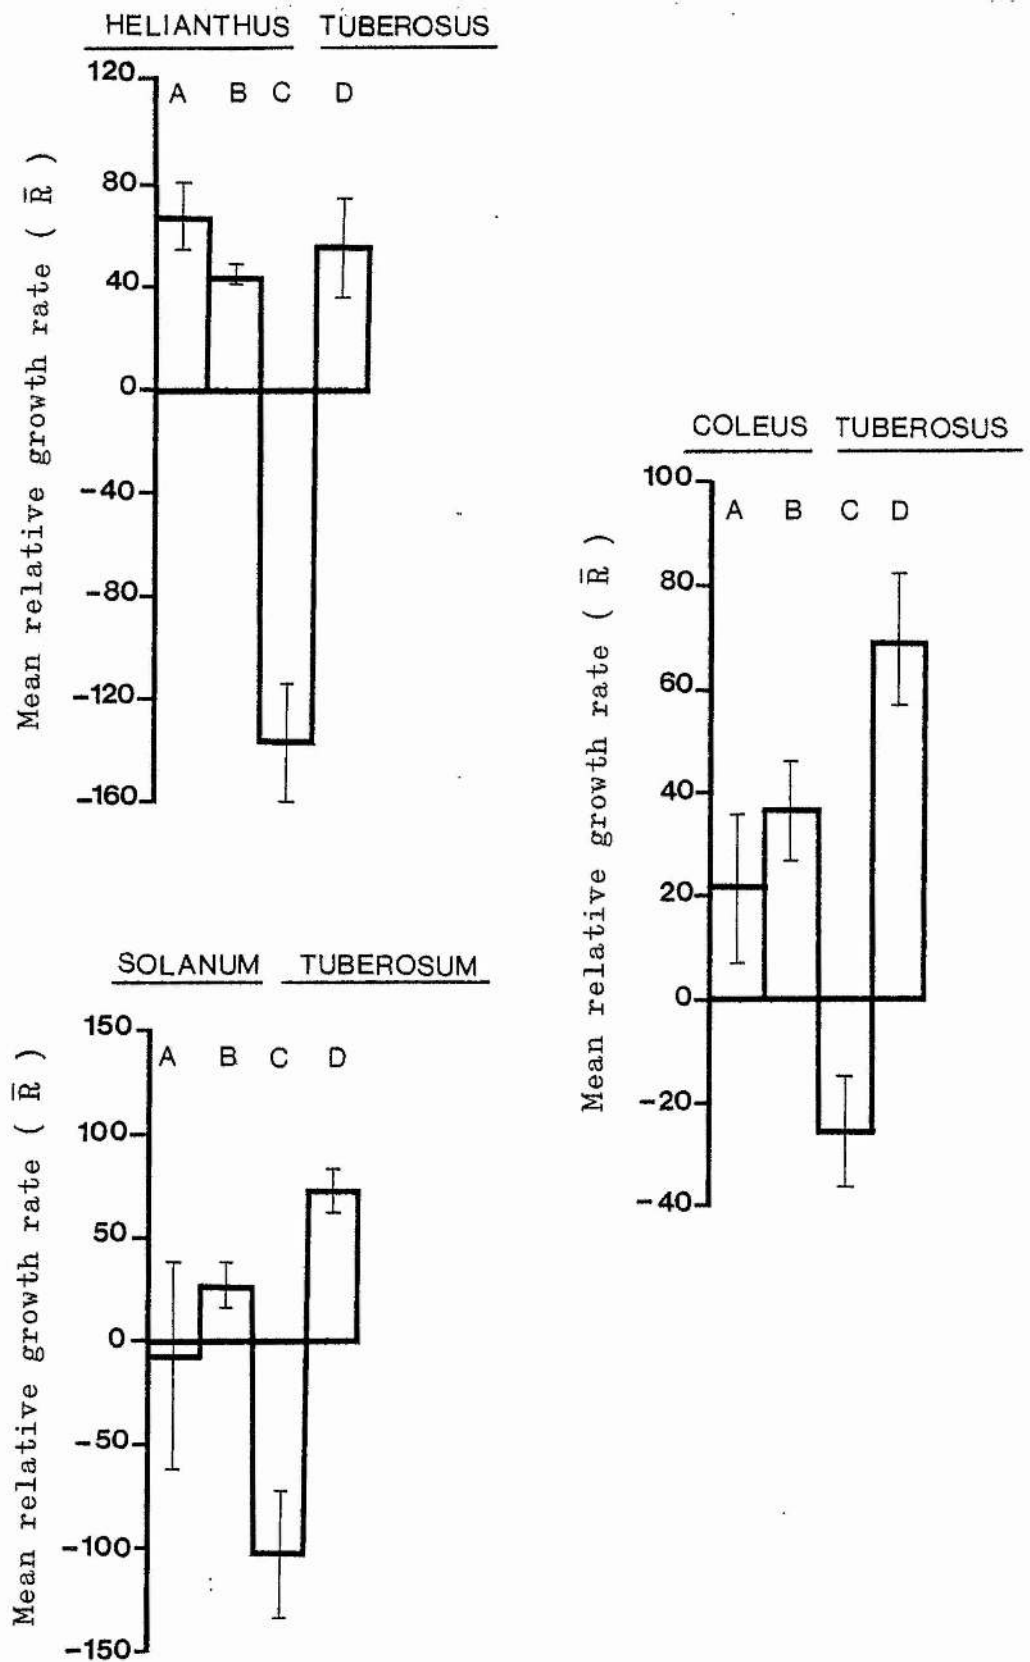 HELIANTHUS TUBEROSUS
A B C D
120
80
40
0
-40
-80
-120
-160
Mean relative growth rate ( R̄ )
COLEUS TUBEROSUS
A B C D
100
80
60
40
20
0
-20
-40
Mean relative growth rate ( R̄ )
SOLANUM TUBEROSUM
A B C D
150
100
50
0
-50
-100
-150
Mean relative growth rate ( R̄ )